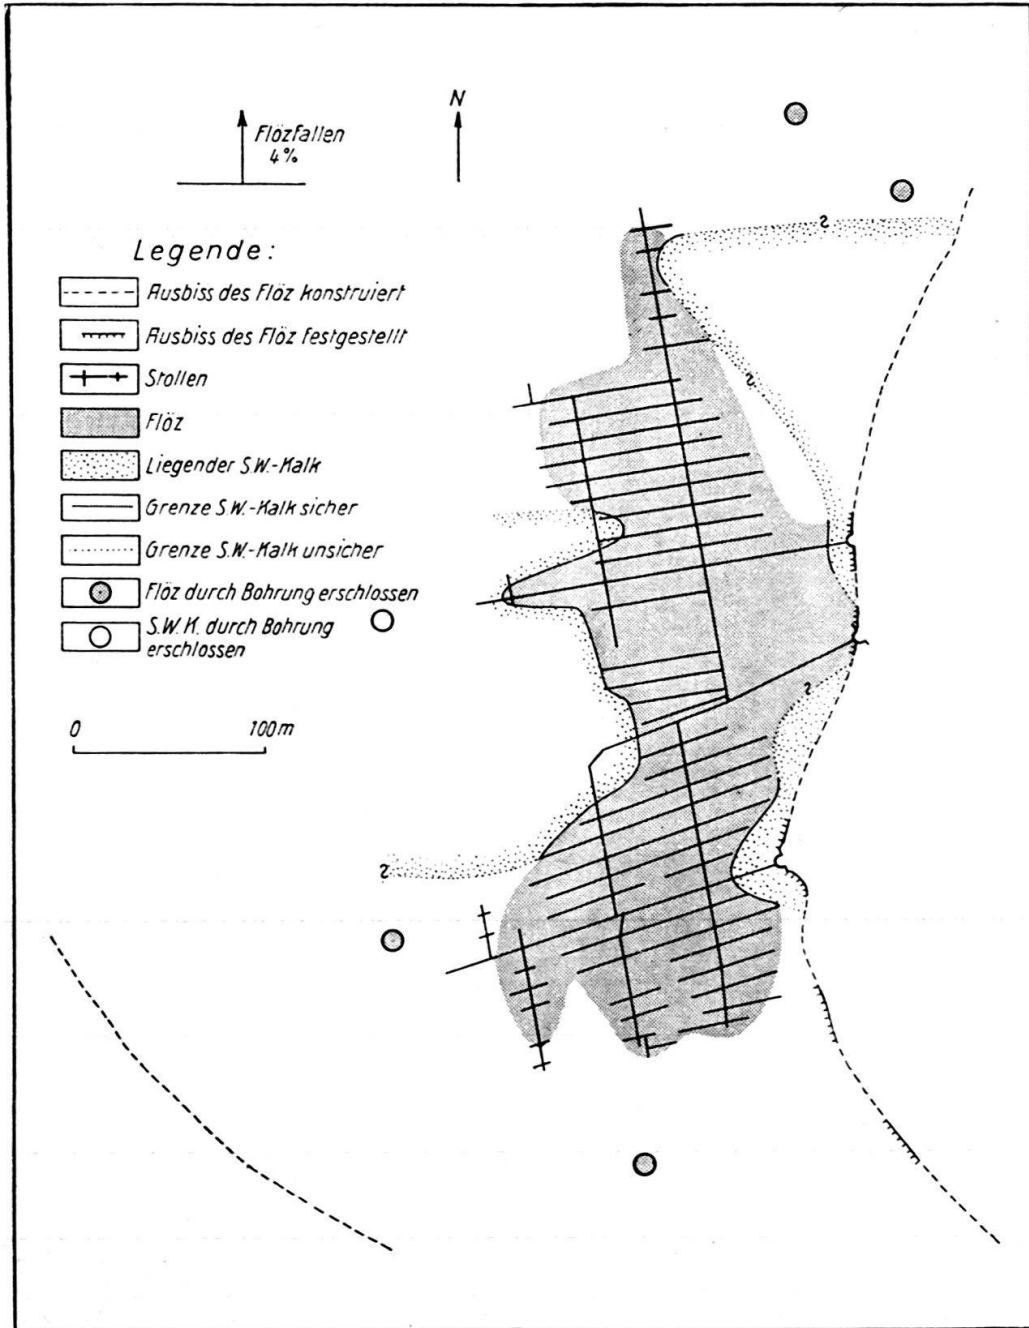 N
Flözfallen
4%
Legende:
Ausbiss des Flöz konstruiert
Ausbiss des Flöz festgestellt
Stollen
Flöz
Liegender S.W.-Kalk
Grenze S.W.-Kalk sicher
Grenze S.W.-Kalk unsicher
Flöz durch Bohrung erschlossen
S.W.K. durch Bohrung
erschlossen
0 100m
?
?
?
?